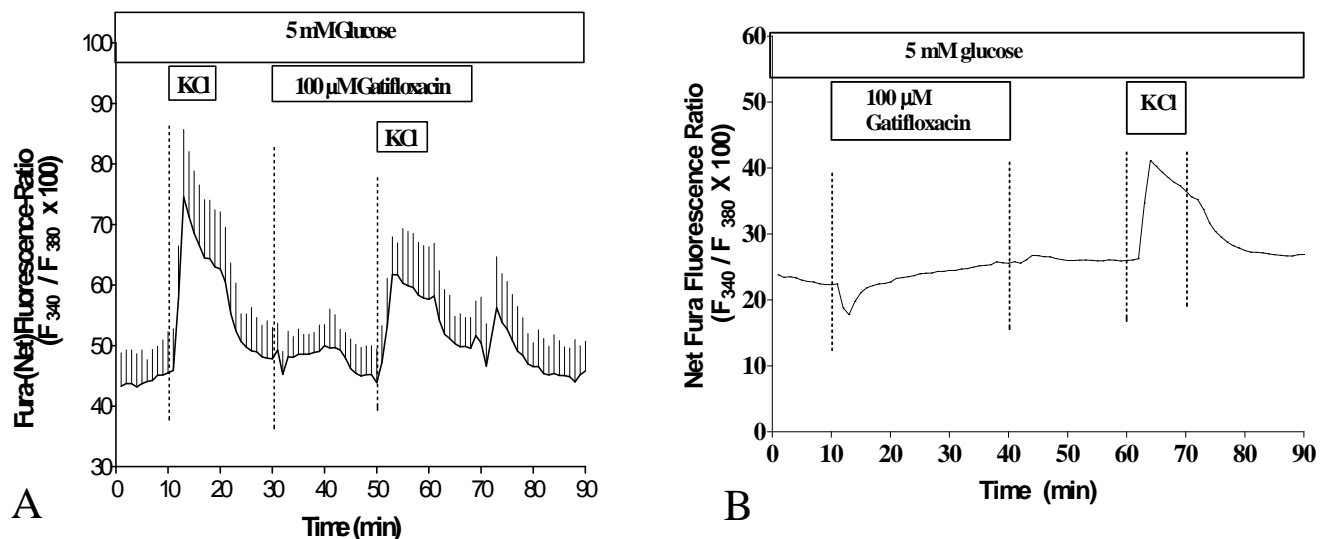 5 mM Glucose
KCl
100 μM Gatifloxacin
KCl
Fura-(Net)Fluorescence-Ratio
(F 340 / F 380 x 100)
100
90
80
70
60
50
40
30
0 10 20 30 40 50 60 70 80 90
Time (min)
A
5 mM glucose
100 μM
Gatifloxacin
KCl
Net Fura Fluorescence Ratio
(F340 / F 380 X 100)
60
50
40
30
20
10
0
0 10 20 30 40 50 60 70 80 90
Time (min)
B